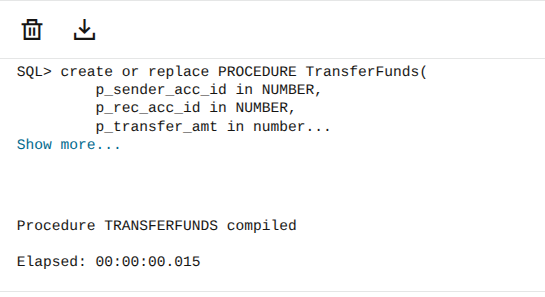 SQL> create or replace PROCEDURE TransferFunds(
         p_sender_acc_id in NUMBER,
         p_rec_acc_id in NUMBER,
         p_transfer_amt in number...
Show more...
Procedure TRANSFERFUNDS compiled
Elapsed: 00:00:00.015